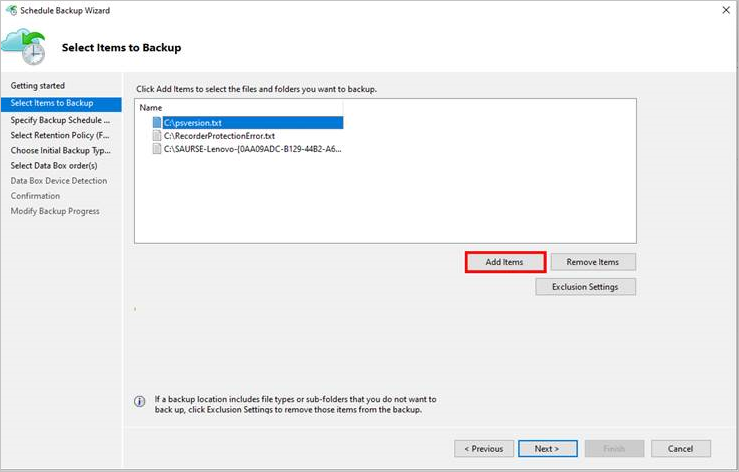 Schedule Backup Wizard
Select Items to Backup
Getting started
Select Items to Backup
Specify Backup Schedule ...
Select Retention Policy (F...
Choose Initial Backup Typ...
Select Data Box order(s)
Data Box Device Detection
Confirmation
Modify Backup Progress
Click Add Items to select the files and folders you want to backup.
Name
C:\psversion.txt
C:\RecorderProtectionError.txt
C:\SAURSE-Lenovo-{0AA09ADC-B129-44B2-A6...
Add Items
Remove Items
Exclusion Settings
If a backup location includes file types or sub-folders that you do not want to
back up, click Exclusion Settings to remove those items from the backup.
< Previous
Next >
Finish
Cancel